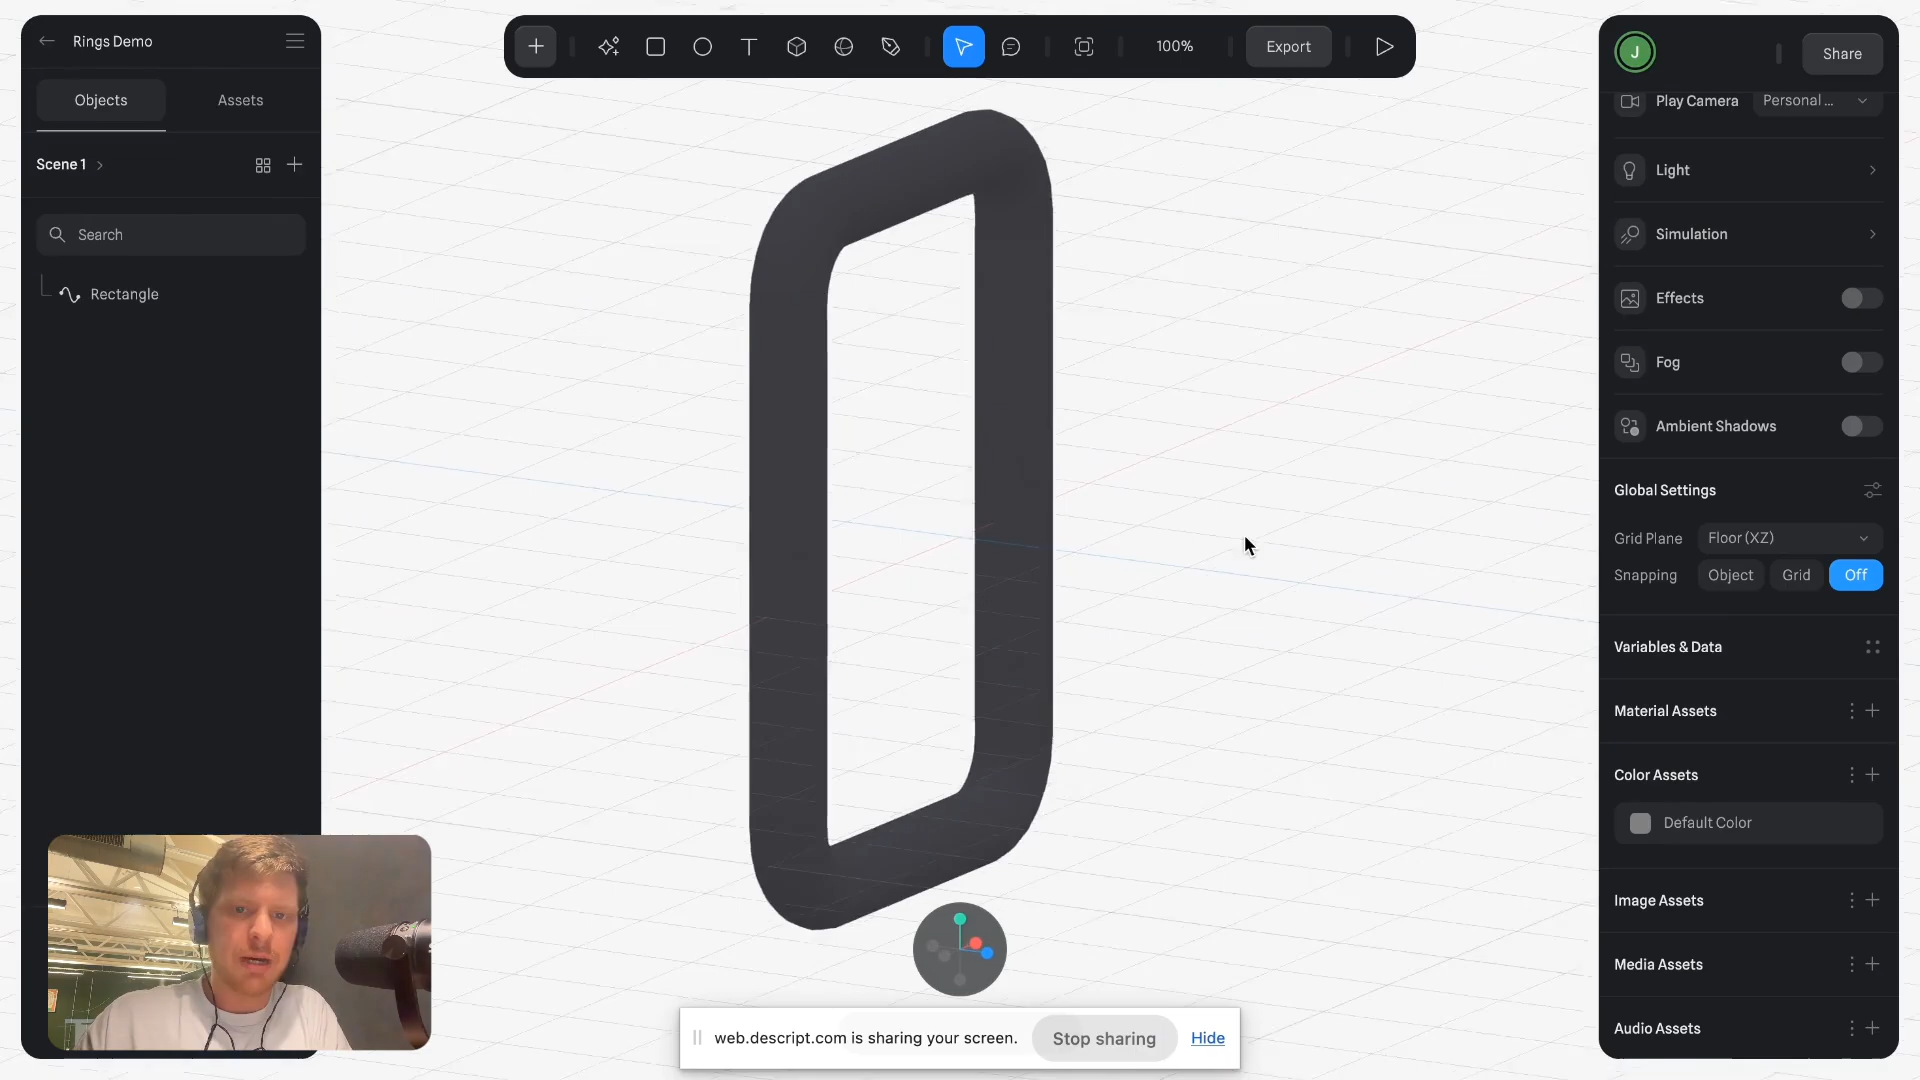 Rings Demo
Objects
Assets
Scene 1
Search
Rectangle
T
100%
Export
J
Share
Play Camera
Personal ...
Light
Simulation
Effects
Fog
Ambient Shadows
Global Settings
Grid Plane
Floor (XZ)
Snapping
Object
Grid
Off
Variables & Data
Material Assets
Color Assets
Default Color
Image Assets
Media Assets
Audio Assets
web.descript.com is sharing your screen.
Stop sharing
Hide